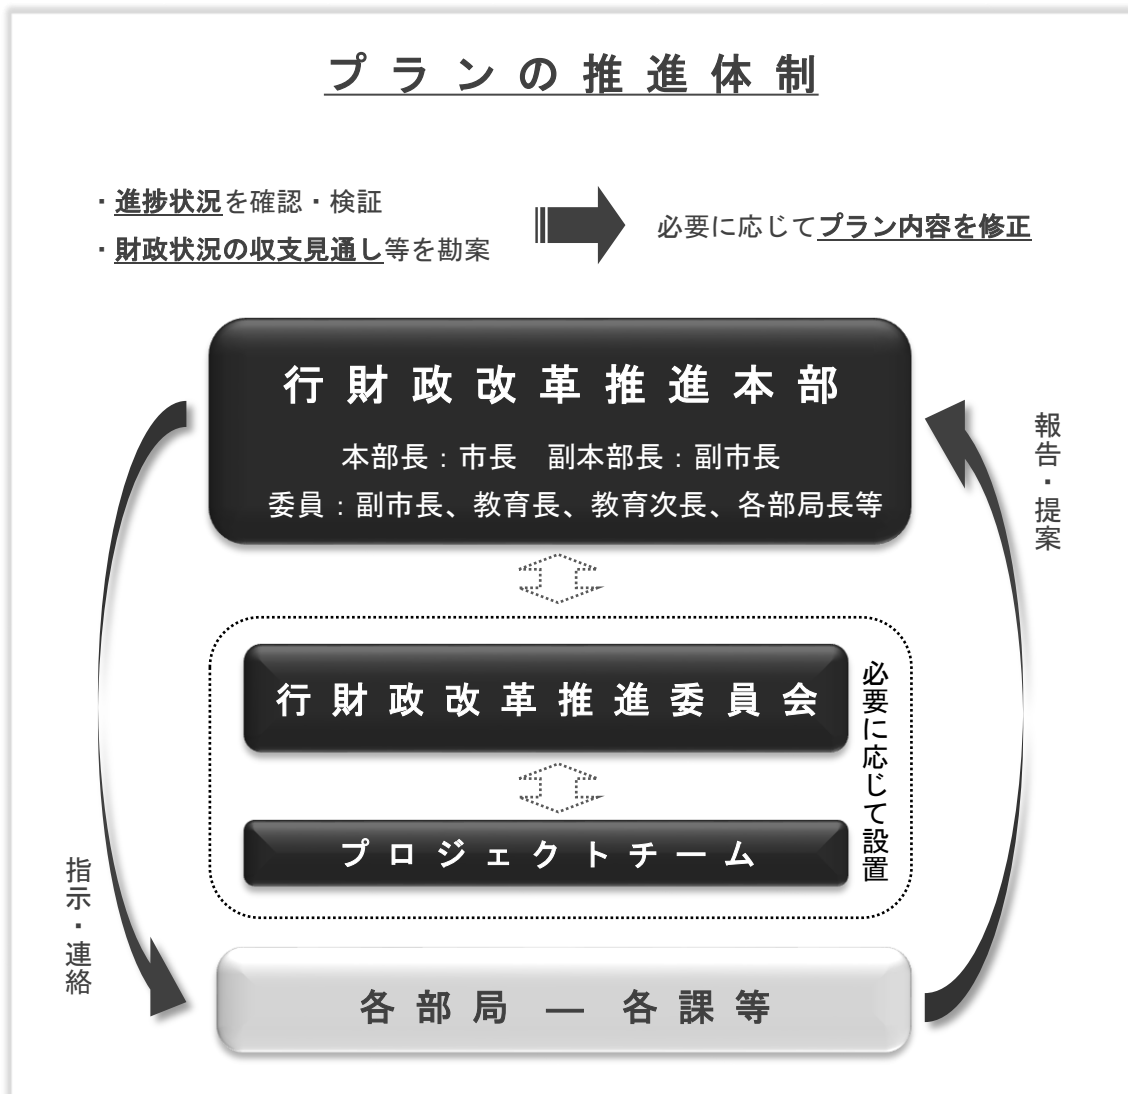 プランの推進体制
・進捗状況を確認・検証
・財政状況の収支見通し等を勘案
必要に応じてプラン内容を修正
行財政改革推進本部
本部長：市長　副本部長：副市長
委員：副市長、教育長、教育次長、各部局長等
報告・提案
行財政改革推進委員会
必要に応じて設置
プロジェクトチーム
指示・連絡
各部局 ― 各課等